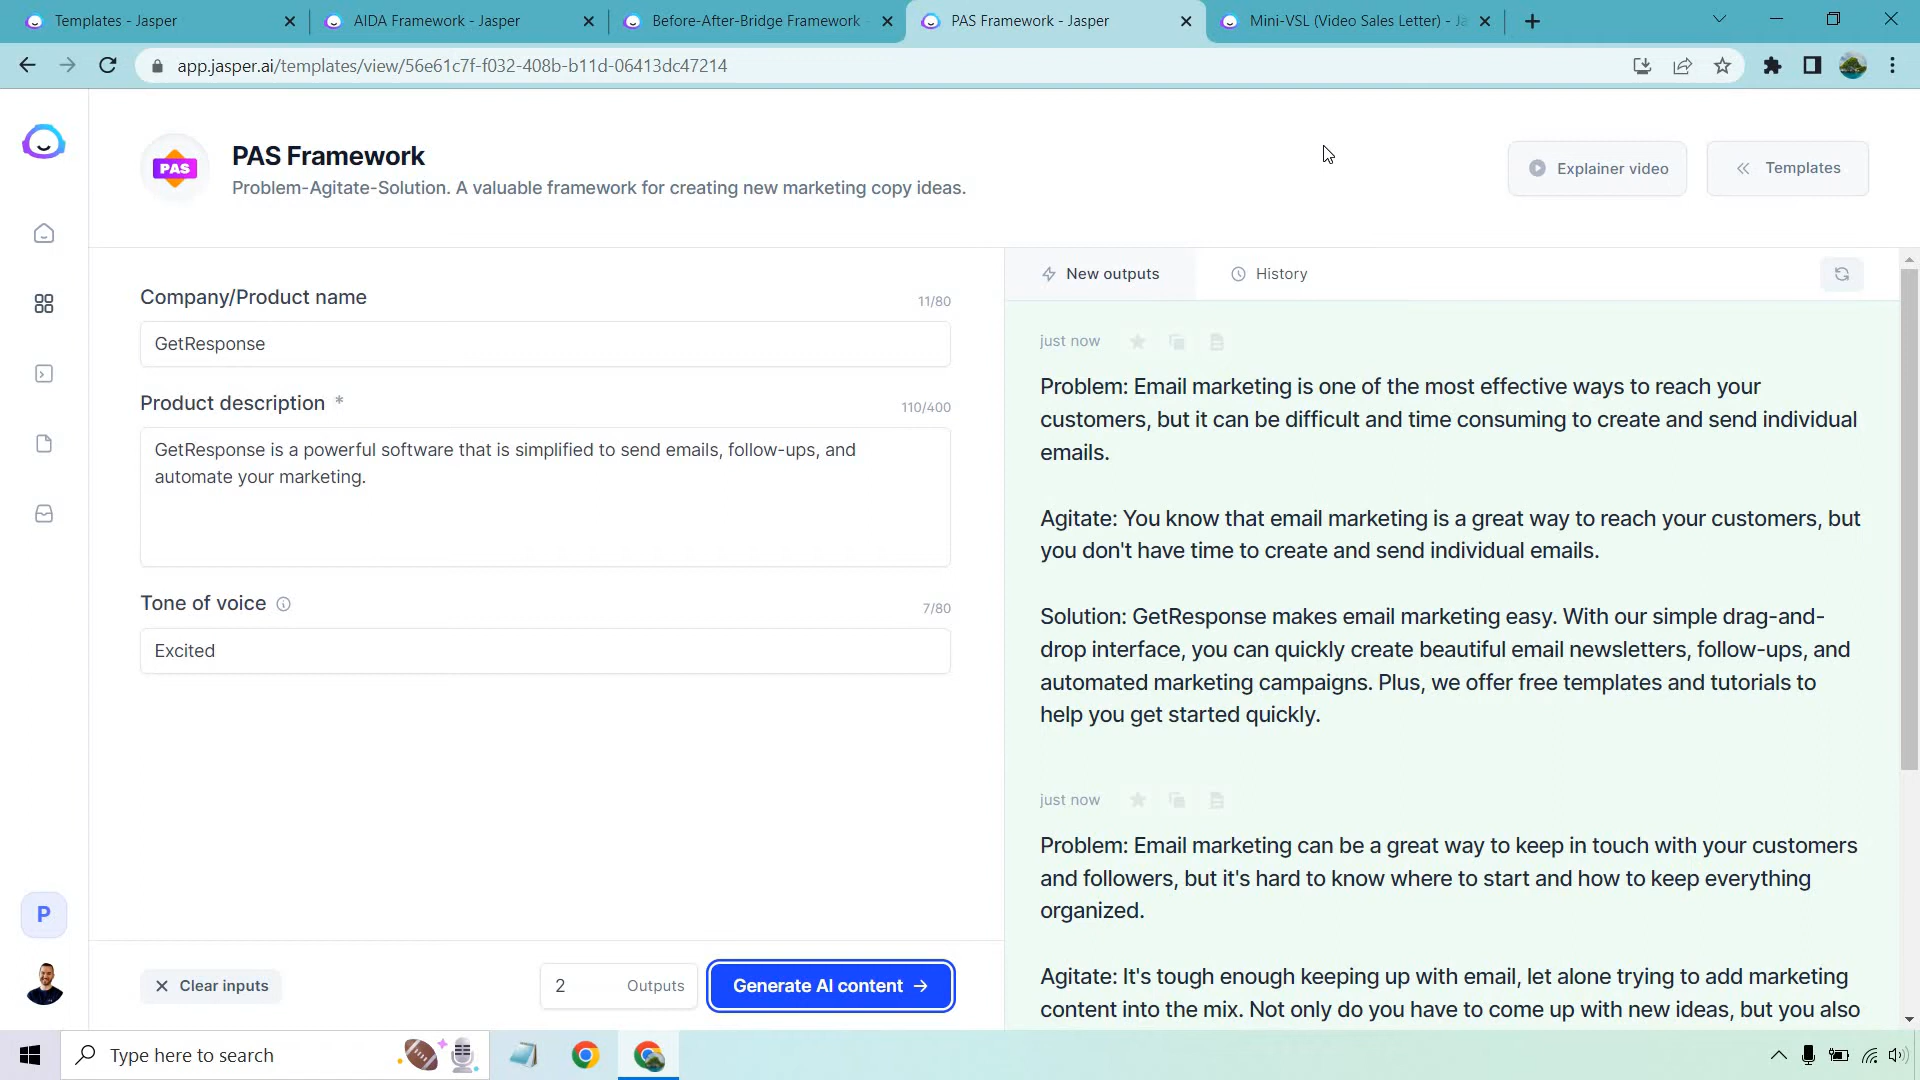 Templates - Jasper
AIDA Framework - Jasper
Before-After-Bridge Framework -
PAS Framework - Jasper
Mini-VSL (Video Sales Letter) - Ja
app.jasper.ai/templates/view/56e61c7f-f032-408b-b11d-06413dc47214
PAS
PAS Framework
Problem-Agitate-Solution. A valuable framework for creating new marketing copy ideas.
Explainer video
Templates
Company/Product name
11/80
GetResponse
Product description *
110/400
GetResponse is a powerful software that is simplified to send emails, follow-ups, and
automate your marketing.
Tone of voice
7/80
Excited
Clear inputs
2 Outputs
Generate AI content
New outputs
History
just now
Problem: Email marketing is one of the most effective ways to reach your
customers, but it can be difficult and time consuming to create and send individual
emails.
Agitate: You know that email marketing is a great way to reach your customers, but
you don't have time to create and send individual emails.
Solution: GetResponse makes email marketing easy. With our simple drag-and-
drop interface, you can quickly create beautiful email newsletters, follow-ups, and
automated marketing campaigns. Plus, we offer free templates and tutorials to
help you get started quickly.
just now
Problem: Email marketing can be a great way to keep in touch with your customers
and followers, but it's hard to know where to start and how to keep everything
organized.
Agitate: It's tough enough keeping up with email, let alone trying to add marketing
content into the mix. Not only do you have to come up with new ideas, but you also
P
Type here to search